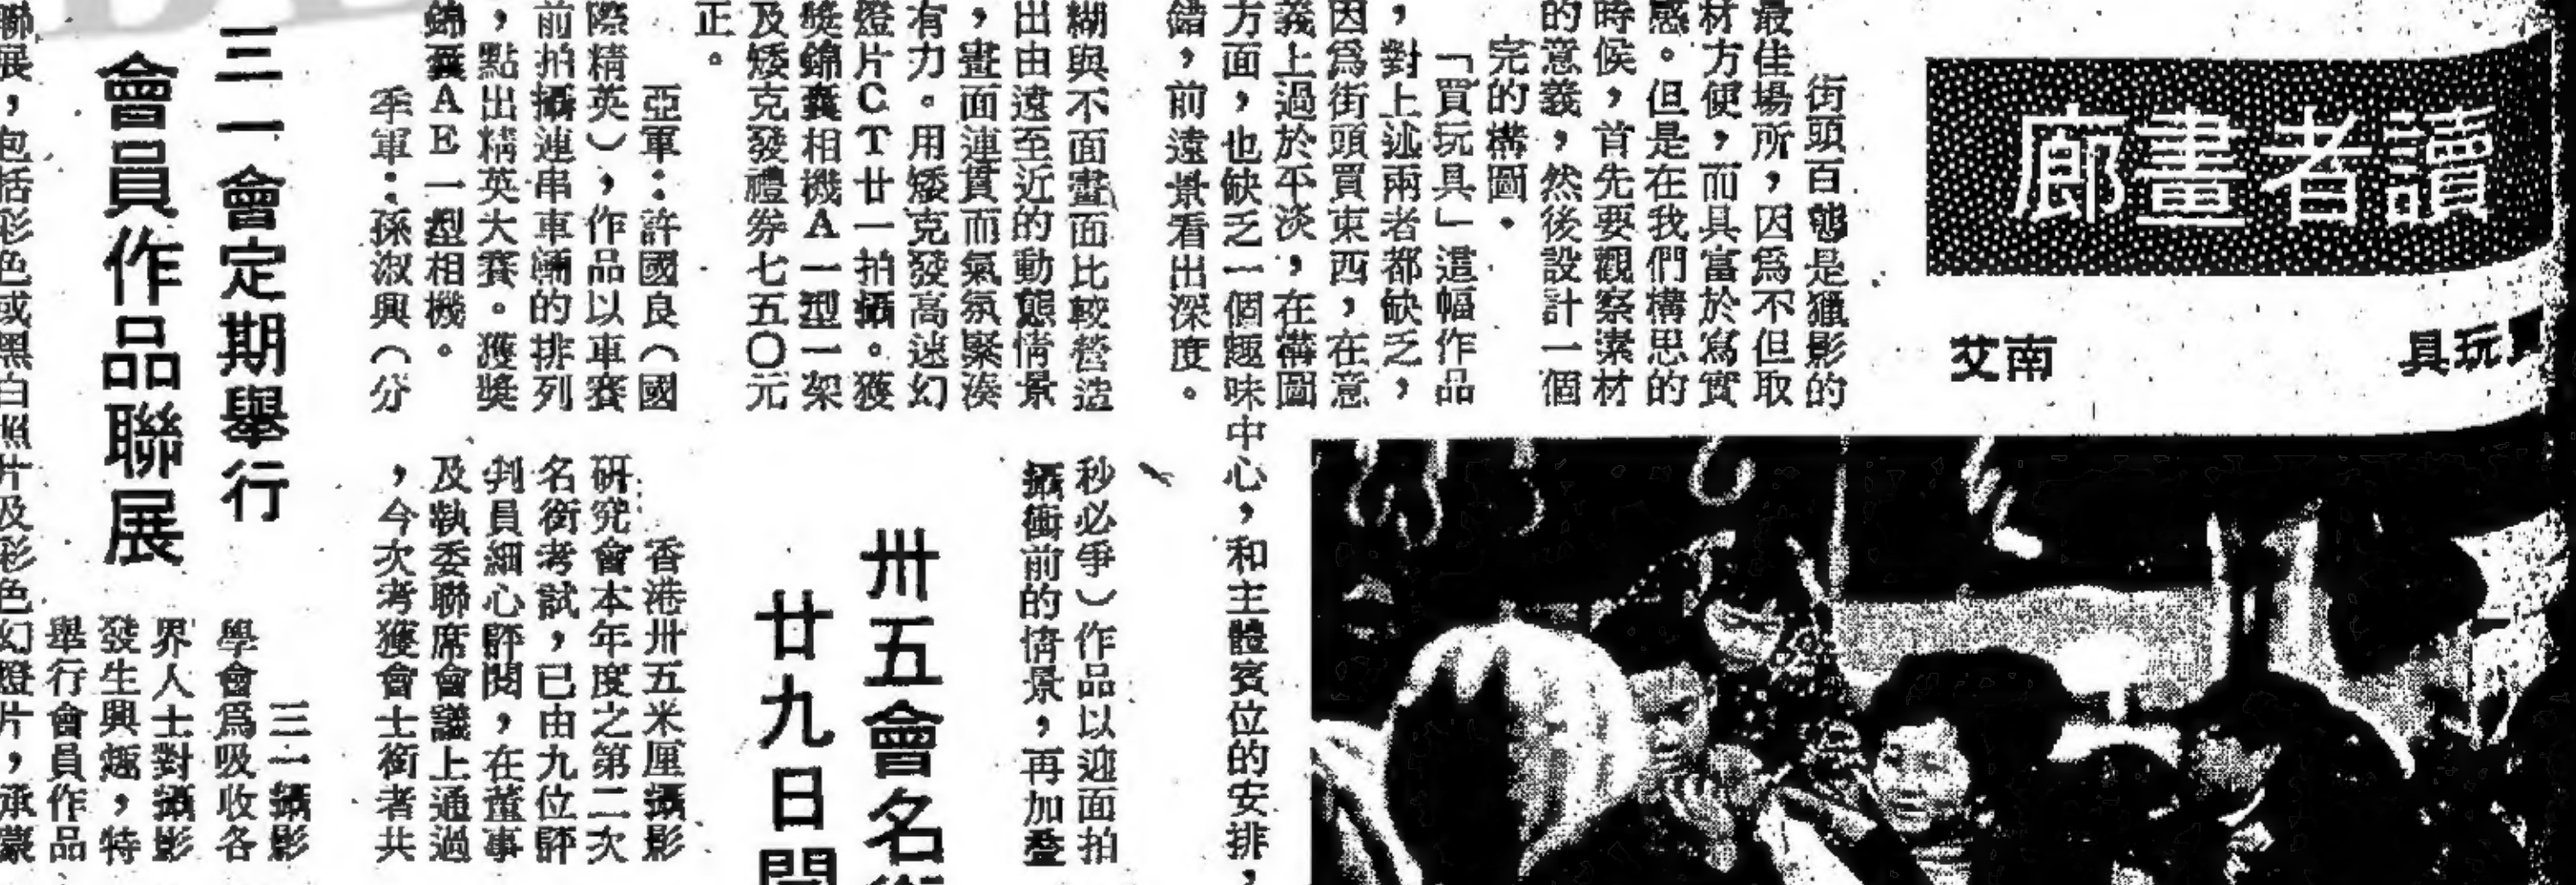 讀者畫廊
玩具
艾南
街頭百態是獵影的
最佳場所，因為不但取
材方便，而具富於寫實
感。但是在我們構思的
時候，首先要觀察素材
的意義，然後設計一個
完的構圖。
「買玩具」這幅作品
，對上述兩者都缺乏，
因為街頭買東西，在意
義上過於平淡，在構圖
方面，也缺乏一個趣味中心，和主體賓位的安排，
錯，前遠景看出深度。
糊與不面畫面比較營造
出由遠至近的動態情景
，畫面連貫而氣氛緊湊
有力。用矮克發高速幻
燈片CT廿一拍攝。獲
獎錦囊相機A一型一架
及矮克發禮券七五〇元
正。
亞軍：許國良（國
際精英），作品以車賽
前拍攝連串車輛的排列
，點出精英大賽。獲獎
錦囊AE一型相機。
季軍：孫淑興（分
秒必爭）作品以迎面拍
攝衝前的情景，再加疊
卅五會名
廿九日
香港卅五米厘攝影
研究會本年度之第二次
名銜考試，已由九位評
判員細心評閱，在董事
及執委聯席會議上通過
，今次考獲會士銜者共
三一會定期舉行
會員作品聯展
三一攝影
學會為吸收各
界人士對攝影
發生興趣，特
舉行會員作品
聯展，包括彩色或黑白照片及彩色幻燈片，承蒙